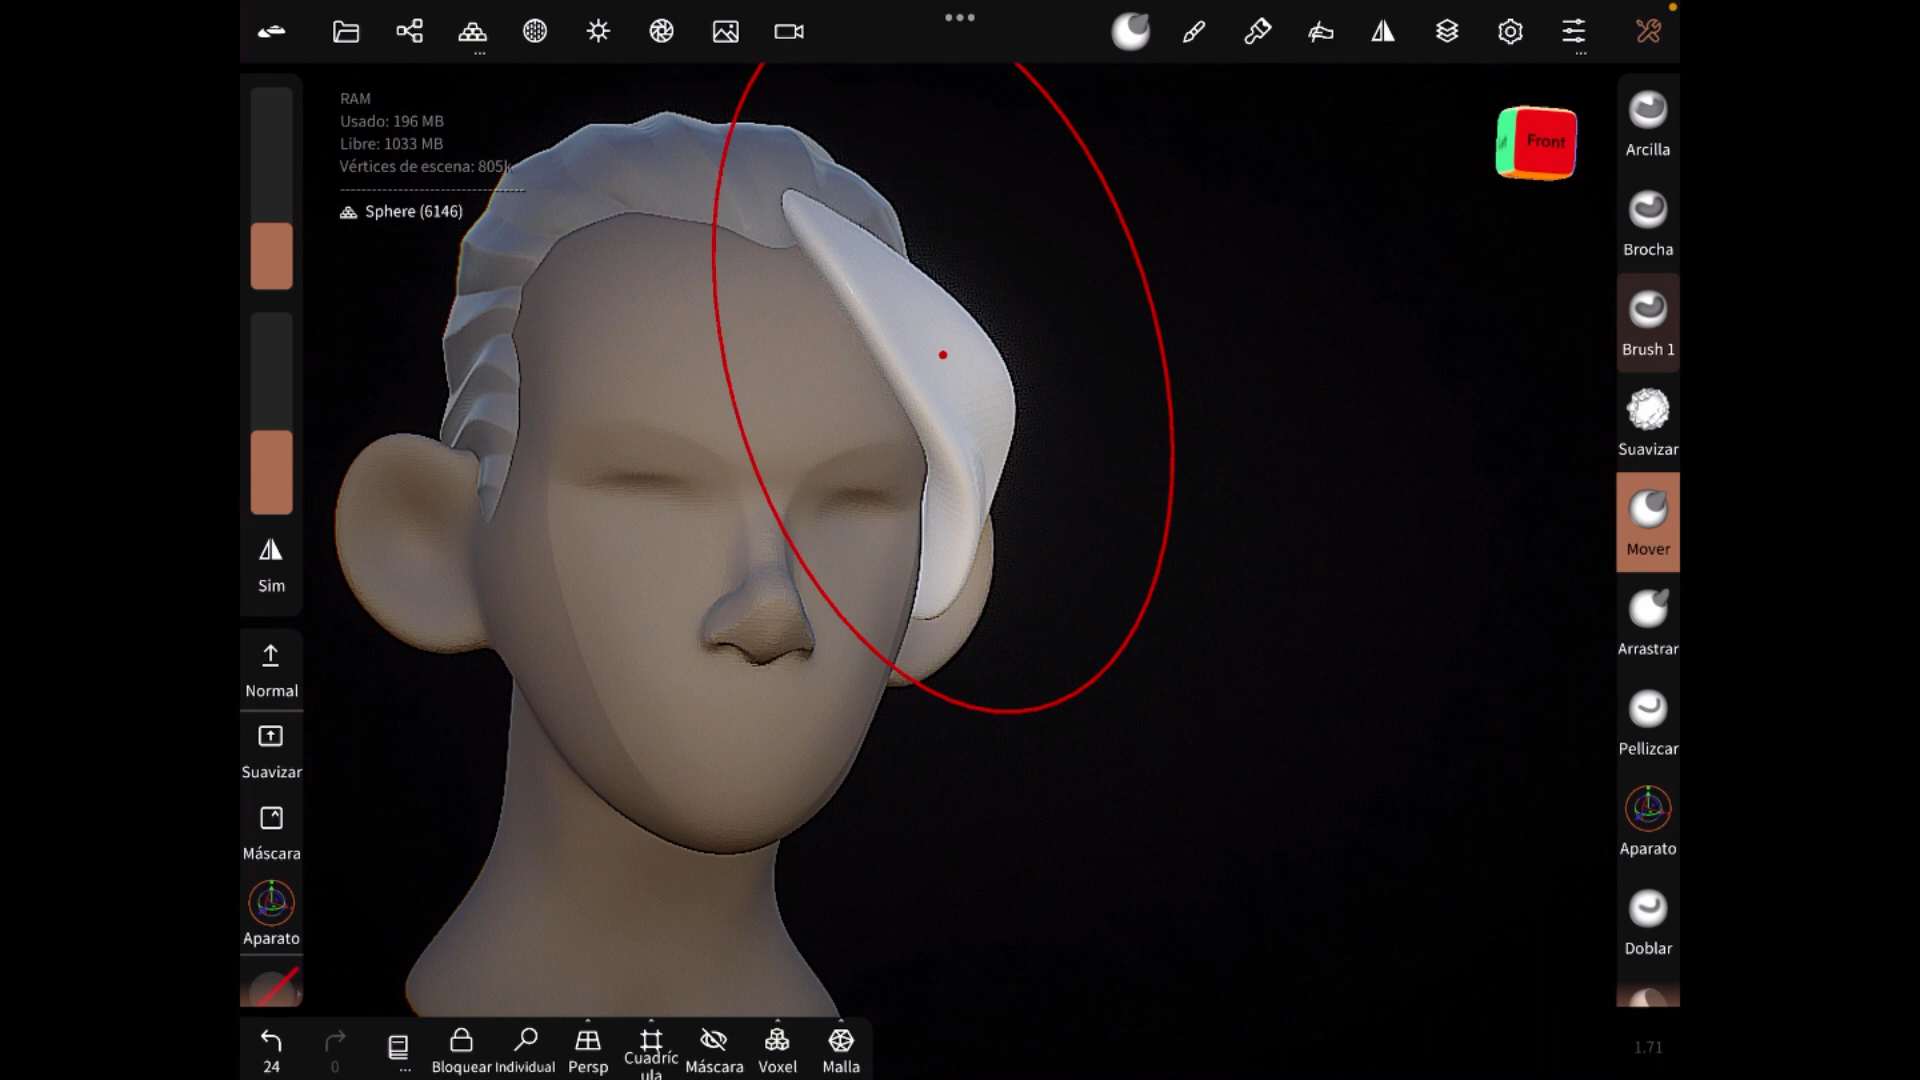 RAM
Usado: 196 MB
Libre: 1033 MB
Vértices de escena: 805k
Sphere (6146)
Front
Sim
Normal
Suavizar
Máscara
Aparato
Arcilla
Brocha
Brush 1
Suavizar
Mover
Arrastrar
Pellizcar
Aparato
Doblar
24
0
...
Bloquear
Individual
Persp
Cuadríc
ula
Máscara
Voxel
Malla
1.71